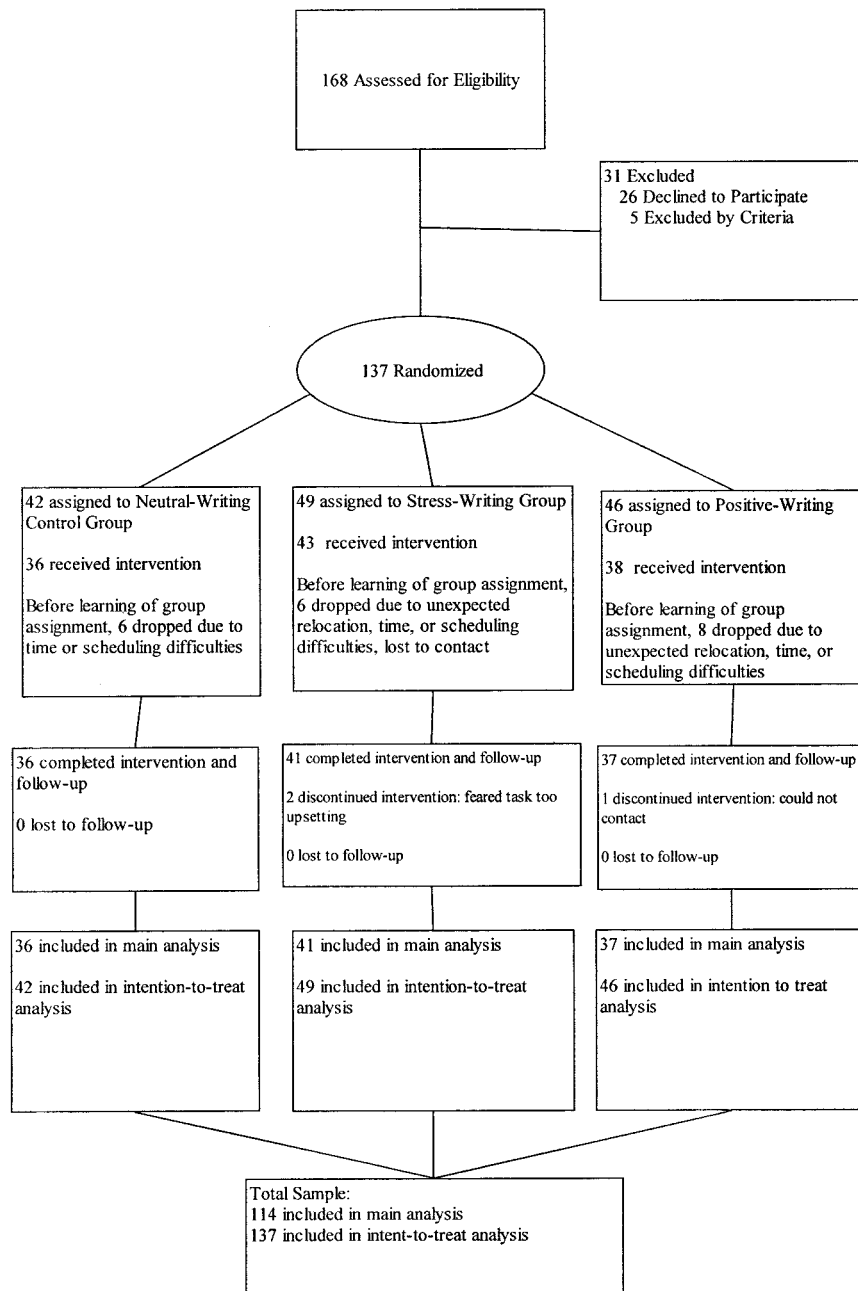 168 Assessed for Eligibility
31 Excluded
26 Declined to Participate
5 Excluded by Criteria
137 Randomized
42 assigned to Neutral-Writing
Control Group
36 received intervention
Before learning of group
assignment, 6 dropped due to
time or scheduling difficulties
49 assigned to Stress-Writing Group
43 received intervention
Before learning of group assignment,
6 dropped due to unexpected
relocation, time, or scheduling
difficulties, lost to contact
46 assigned to Positive-Writing
Group
38 received intervention
Before learning of group
assignment, 8 dropped due to
unexpected relocation, time, or
scheduling difficulties
36 completed intervention and
follow-up
0 lost to follow-up
41 completed intervention and follow-up
2 discontinued intervention: feared task too
upsetting
0 lost to follow-up
37 completed intervention and follow-up
1 discontinued intervention: could not
contact
0 lost to follow-up
36 included in main analysis
42 included in intention-to-treat
analysis
41 included in main analysis
49 included in intention-to-treat
analysis
37 included in main analysis
46 included in intention to treat
analysis
Total Sample:
114 included in main analysis
137 included in intent-to-treat analysis